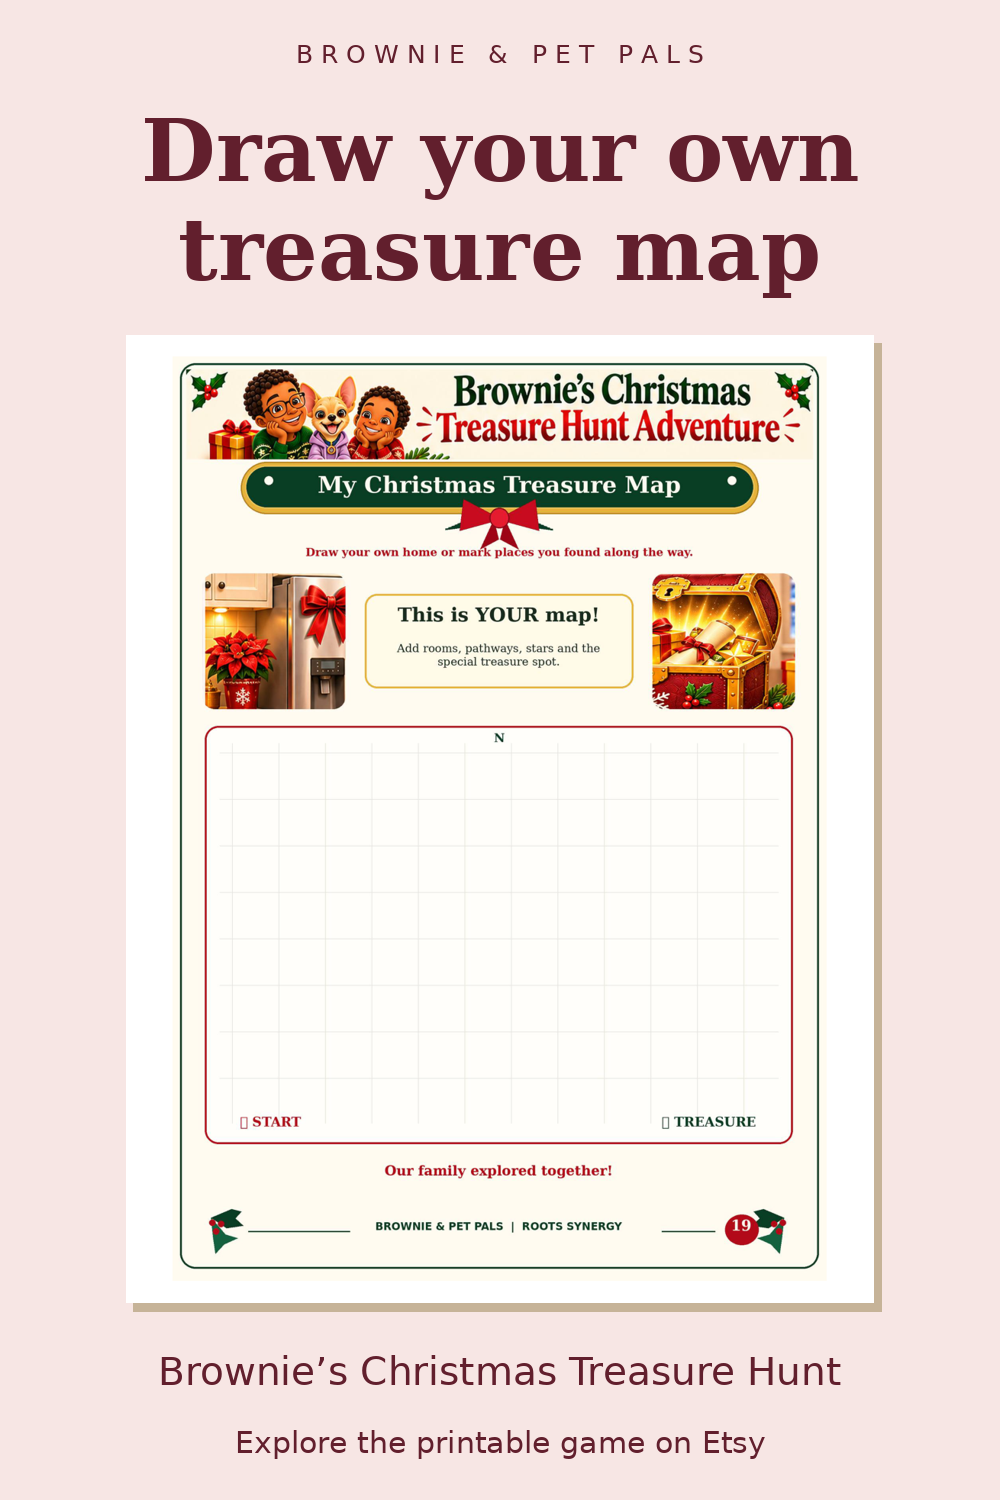 BROWNIE & PET PALS
Draw your own
treasure map
Brownie's Christmas
Treasure Hunt Adventure
My Christmas Treasure Map
Draw your own home or mark places you found along the way.
This is YOUR map!
Add rooms, pathways, stars and the
special treasure spot.
N
START
TREASURE
Our family explored together!
BROWNIE & PET PALS | ROOTS SYNERGY
19
Brownie’s Christmas Treasure Hunt
Explore the printable game on Etsy